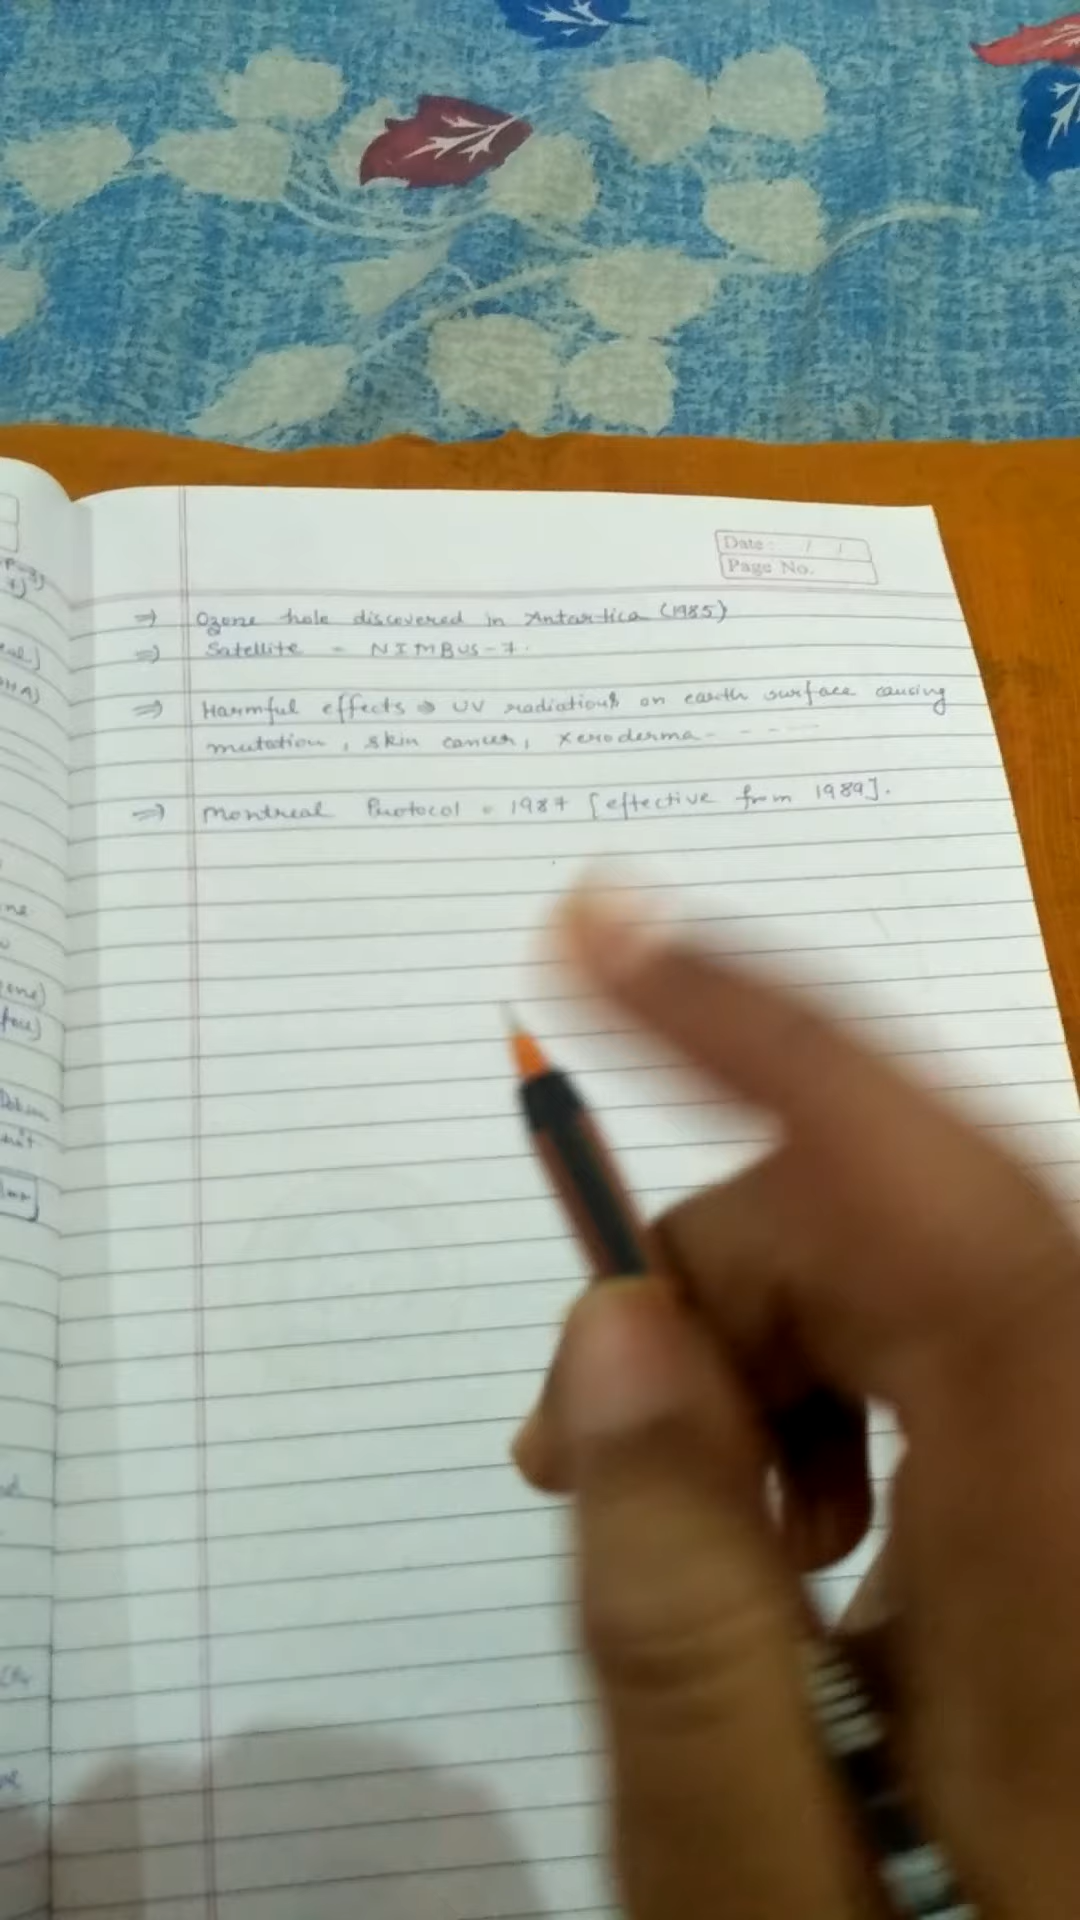 Date : / /
Page No.
⇒ Ozone hole discovered in Antartica (1985)
⇒ Satellite - NIMBUS-7.
⇒ Harmful effects → UV radiations on earth surface causing
mutation, skin cancer, xeroderma - - - -
⇒ Montreal Protocol = 1987 [effective from 1989].